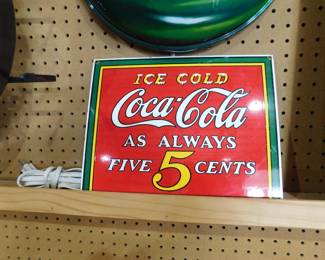 ICE COLD
Coca-Cola
AS ALWAYS
FIVE 5 CENTS